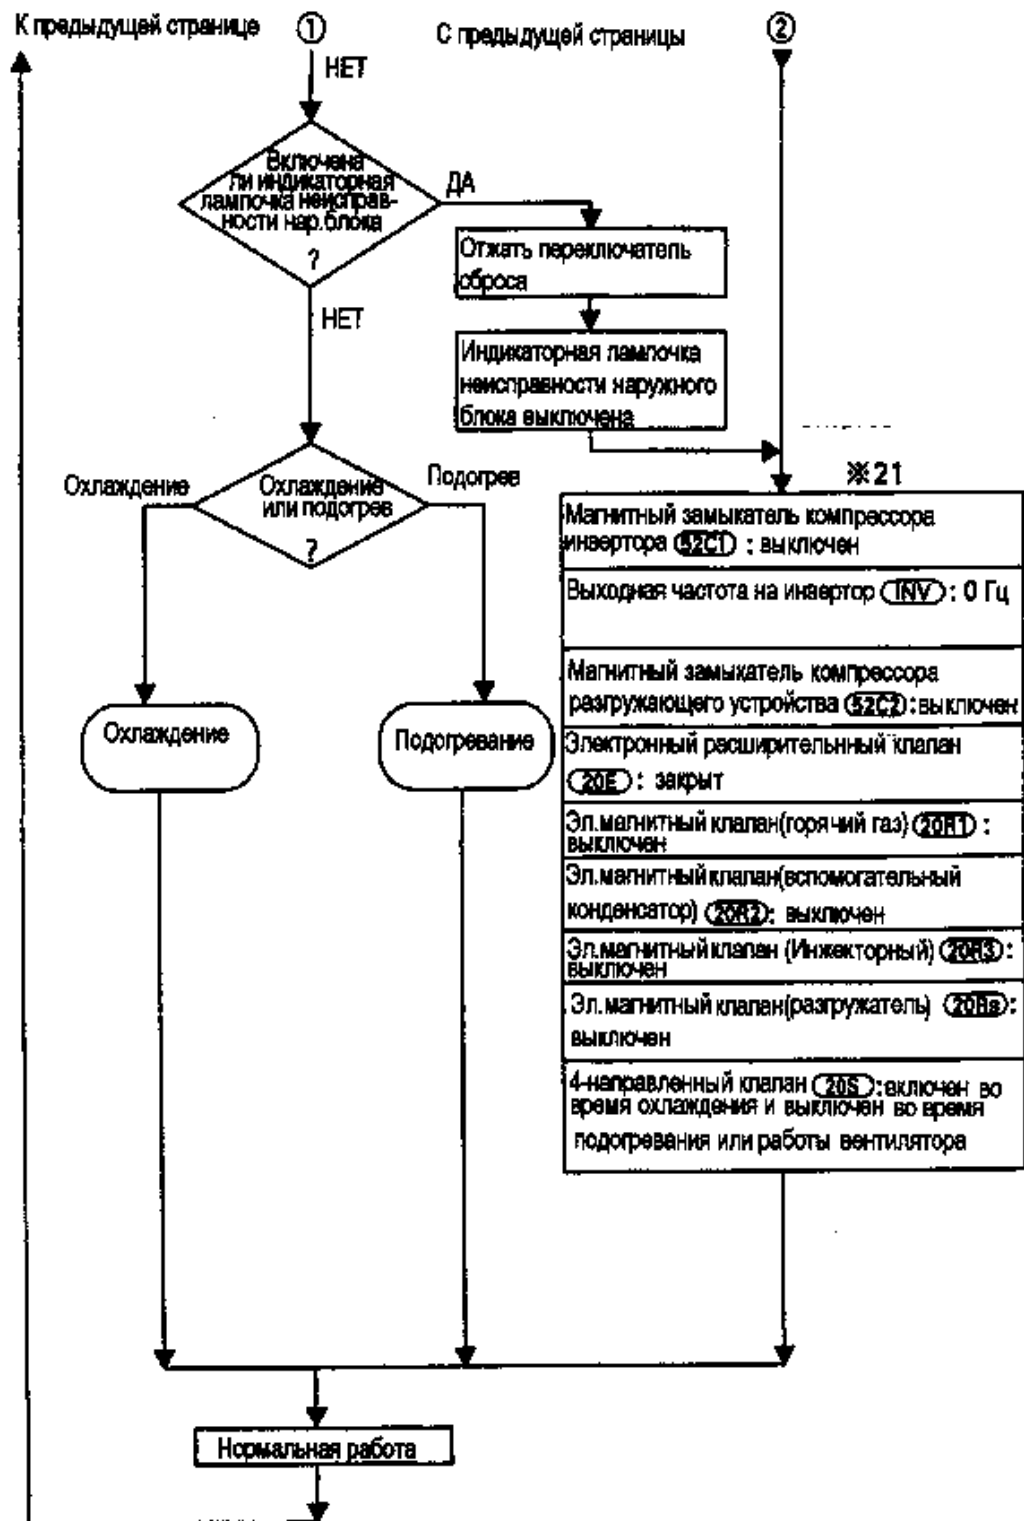 К предыдущей странице
①
С предыдущей страницы
②
НЕТ
Включена
ли индикаторная
лампочка неисправ-
ности нар.блока
?
ДА
Отжать переключатель
сброса
НЕТ
Индикаторная лампочка
неисправности наружного
блока выключена
※21
Охлаждение
Охлаждение
или подогрев
?
Подогрев
Магнитный замыкатель компрессора
инвертора 52C1 : выключен
Выходная частота на инвертор INV : 0 Гц
Магнитный замыкатель компрессора
разгружающего устройства 52C2 : выключен
Электронный расширительнный клапан
20E : закрыт
Эл.магнитный клапан(горячий газ) 20R1 :
выключен
Эл.магнитный клапан(вспомогательный
конденсатор) 20R2 : выключен
Эл.магнитный клапан (Инжекторный) 20R3 :
выключен
Эл.магнитный клапан(разгружатель) 20Rs :
выключен
4-направленный клапан 20S : включен во
время охлаждения и выключен во время
подогревания или работы вентилятора
Охлаждение
Подогревание
Нормальная работа